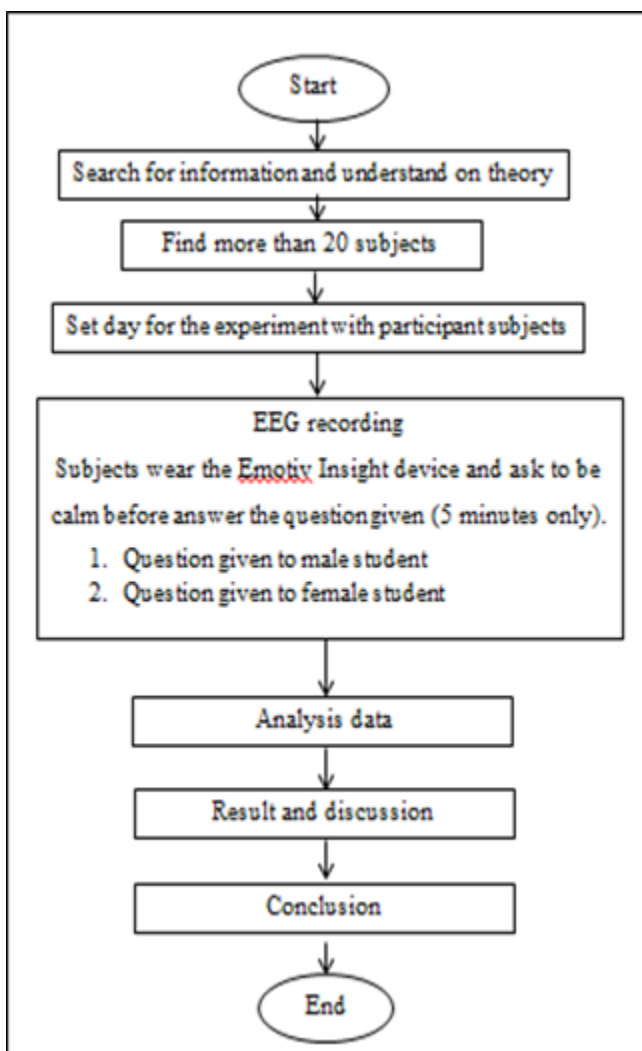 Start
Search for information and understand on theory
Find more than 20 subjects
Set day for the experiment with participant subjects
EEG recording
Subjects wear the Emotiv Insight device and ask to be
calm before answer the question given (5 minutes only).
1. Question given to male student
2. Question given to female student
Analysis data
Result and discussion
Conclusion
End